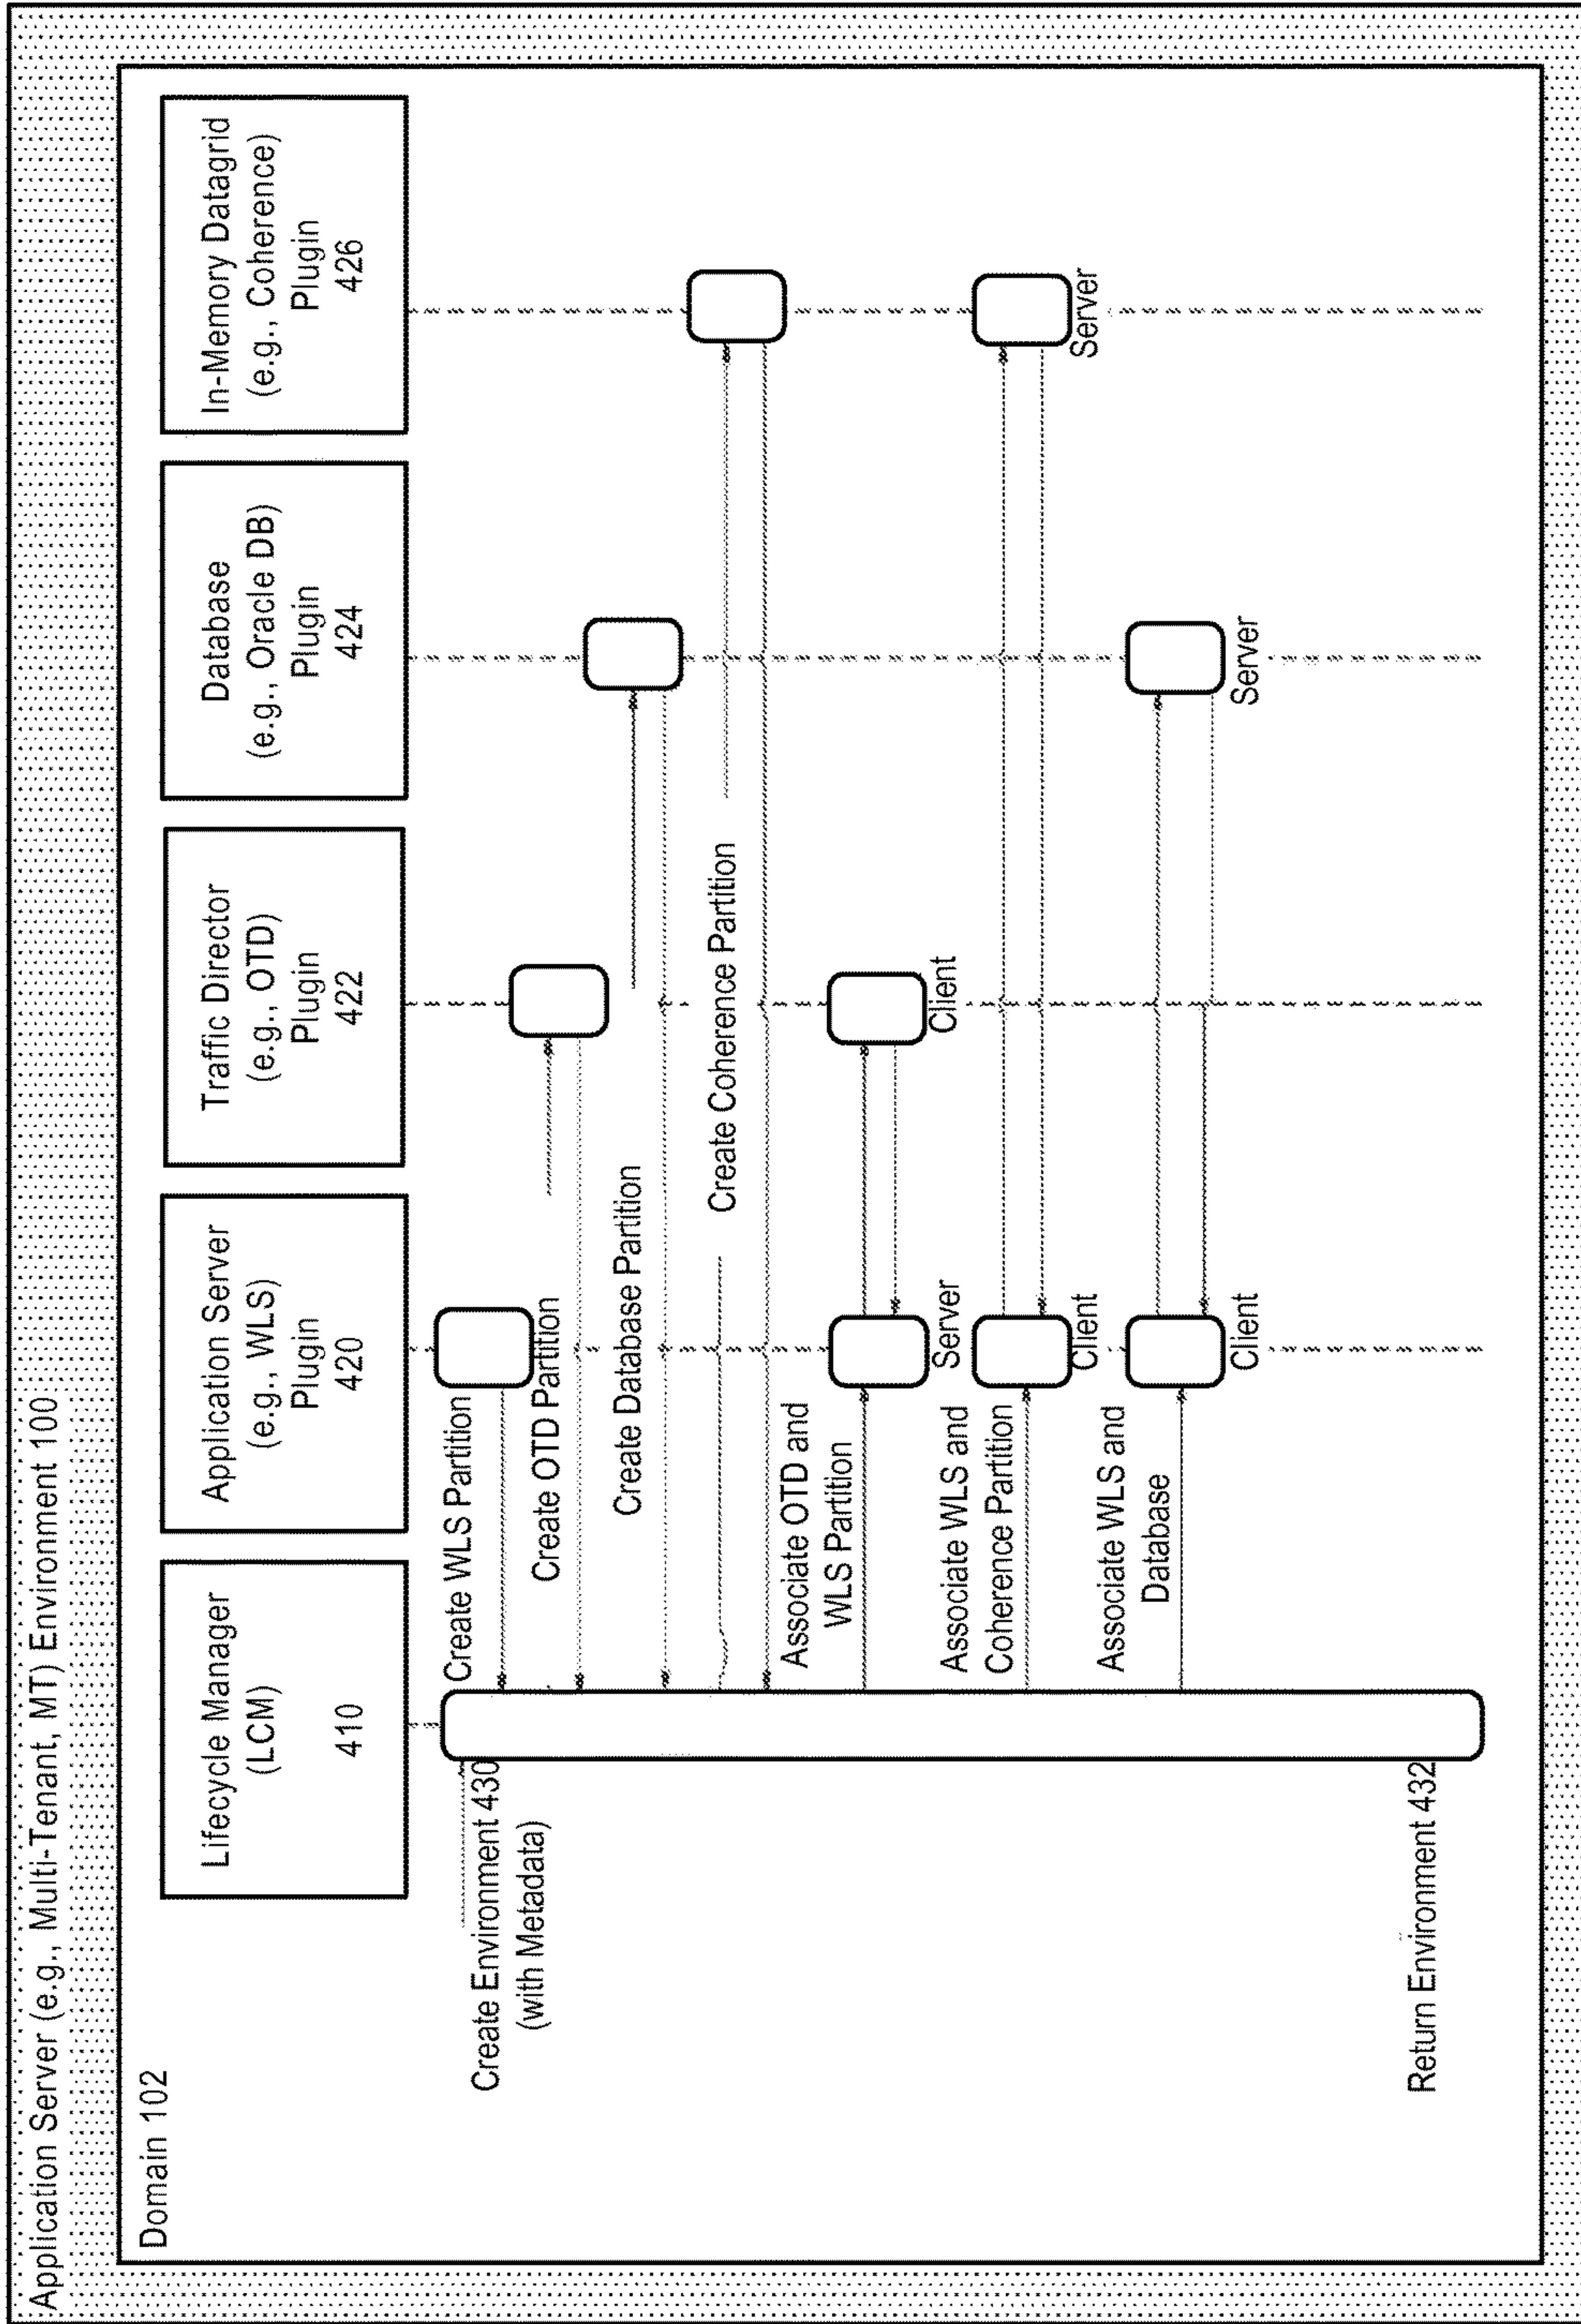 Application Server (e.g., Multi-Tenant, MT) Environment 100
Domain 102
Lifecycle Manager
(LCM)
410
Application Server
(e.g., WLS)
Plugin
420
Traffic Director
(e.g., OTD)
Plugin
422
Database
(e.g., Oracle DB)
Plugin
424
In-Memory Datagrid
(e.g., Coherence)
Plugin
426
Create Environment 430
(with Metadata)
Create WLS Partition
Create OTD Partition
Create Database Partition
Create Coherence Partition
Associate OTD and
WLS Partition
Server
Client
Associate WLS and
Coherence Partition
Client
Server
Associate WLS and
Database
Client
Server
Return Environment 432